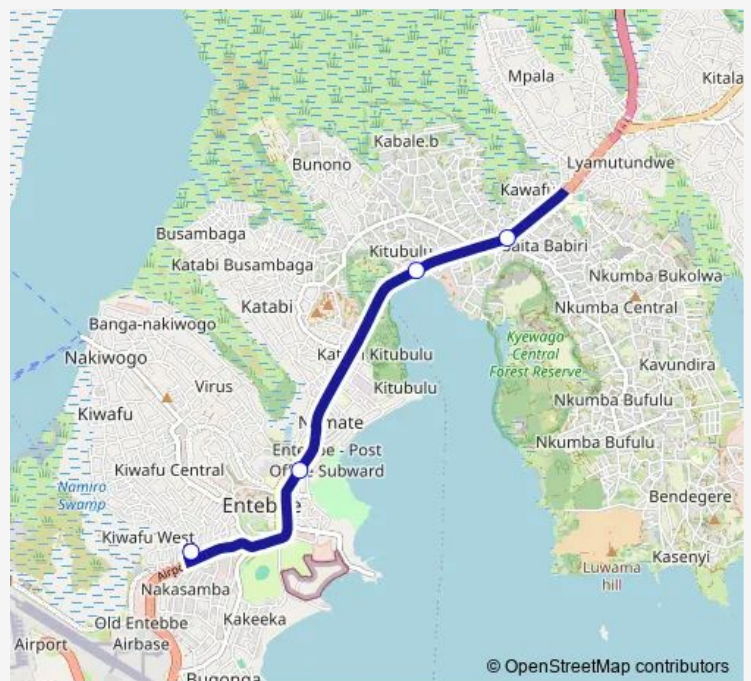 Mpala
Kitala
Kabale.b
Bunono
Lyamutundwe
Kawafu
Busambaga
Kitubulu
Saita Babiri
Katabi Busambaga
Nkumba Bukolwa
Katabi
Nkumba Central
Banga-nakiwogo
Kyewaga
Central
Forest Reserve
Nakiwogo
Kitubulu
Kavundira
Virus
Kitubulu
Nkumba Bufulu
Kiwafu
Nkumba Bufulu
Entebbe - Post
Office Subward
Kiwafu Central
Namiro
Swamp
Bendegere
Entebbe
Kiwafu West
Kasenyi
Luwama
hill
Nakasamba
Old Entebbe
Airbase
Kakeeka
Airport
Bugonga
© OpenStreetMap contributors